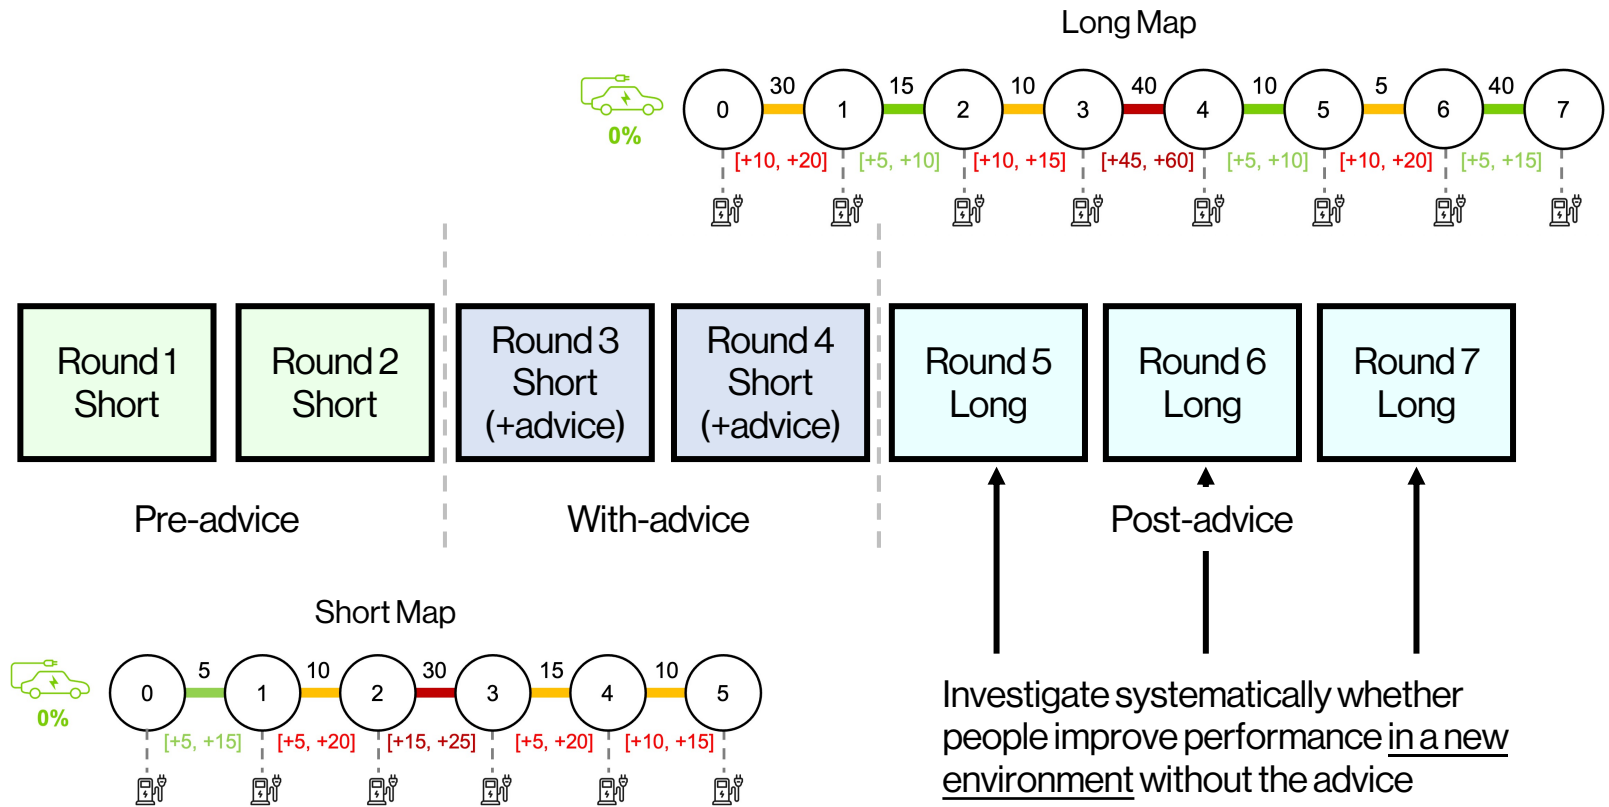 Long Map
30 15 10 40 10 5 40
0 1 2 3 4 5 6 7
0%
[+10, +20] [+5, +10] [+10, +15] [+45, +60] [+5, +10] [+10, +20] [+5, +15]
Round 1
Short
Round 2
Short
Round 3
Short
(+advice)
Round 4
Short
(+advice)
Round 5
Long
Round 6
Long
Round 7
Long
Pre-advice
With-advice
Post-advice
Short Map
5 10 30 15 10
0 1 2 3 4 5
0%
[+5, +15] [+5, +20] [+15, +25] [+5, +20] [+10, +15]
Investigate systematically whether
people improve performance in a new
environment without the advice